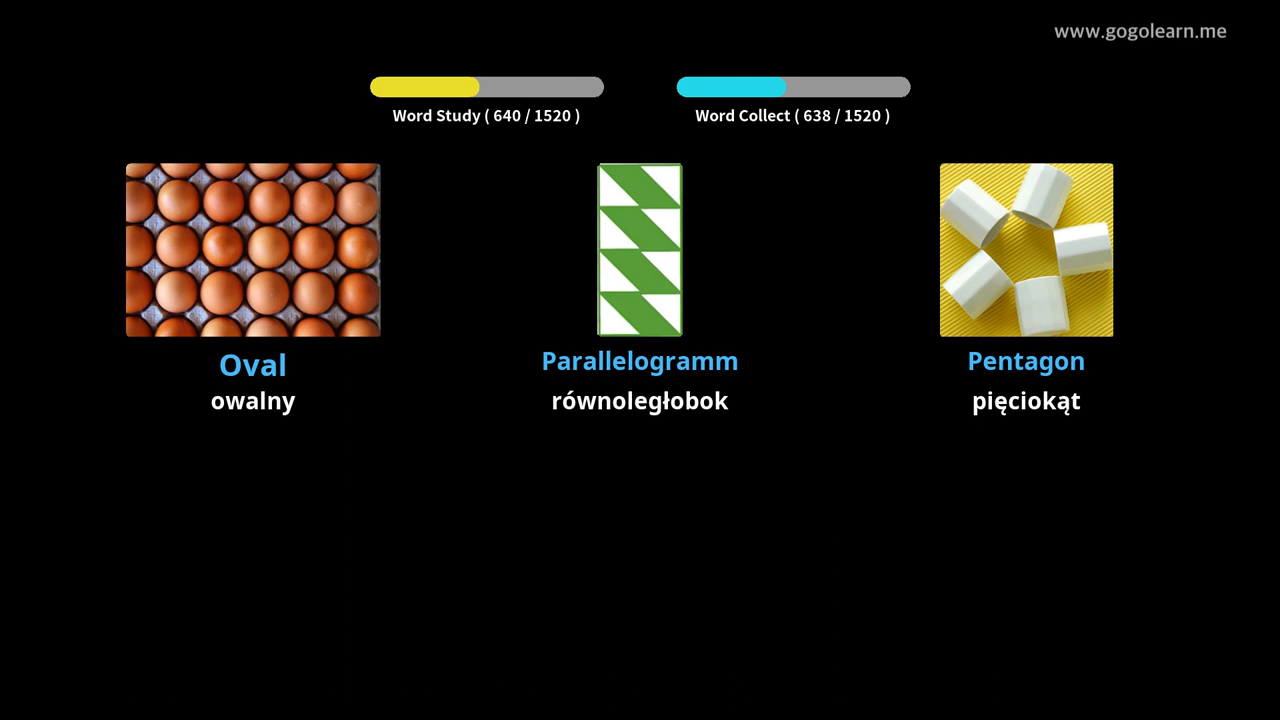 www.gogolearn.me
Word Study ( 640 / 1520 )
Word Collect ( 638 / 1520 )
Oval
owalny
Parallelogramm
równoległobok
Pentagon
pięciokąt